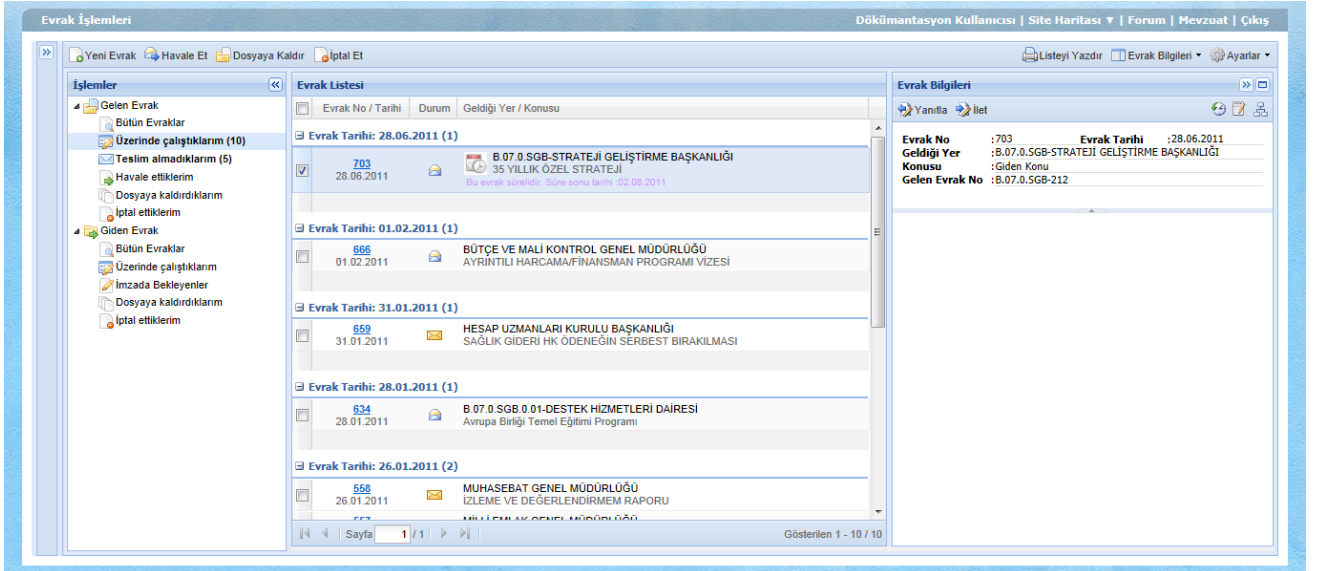 Evrak İşlemleri
Dökümantasyon Kullanıcısı | Site Haritası ▼ | Forum | Mevzuat | Çıkış
Yeni Evrak Havale Et Dosyaya Kaldır İptal Et
Listeyi Yazdır Evrak Bilgileri Ayarlar
İşlemler
Gelen Evrak
Bütün Evraklar
Üzerinde çalıştıklarım (10)
Teslim almadıklarım (5)
Havale ettiklerim
Dosyaya kaldırdıklarım
İptal ettiklerim
Giden Evrak
Bütün Evraklar
Üzerinde çalıştıklarım
İmzada Bekleyenler
Dosyaya kaldırdıklarım
İptal ettiklerim
Evrak Listesi
Evrak No / Tarihi Durum Geldiği Yer / Konusu
Evrak Tarihi: 28.06.2011 (1)
703 B.07.0.SGB-STRATEJİ GELİŞTİRME BAŞKANLIĞI
28.06.2011 35 YILLIK ÖZEL STRATEJİ
Bu evrak sürelidir. Süre sonu tarihi :02.08.2011
Evrak Tarihi: 01.02.2011 (1)
666 BÜTÇE VE MALİ KONTROL GENEL MÜDÜRLÜĞÜ
01.02.2011 AYRINTILI HARCAMA/FİNANSMAN PROGRAMI VİZESİ
Evrak Tarihi: 31.01.2011 (1)
659 HESAP UZMANLARI KURULU BAŞKANLIĞI
31.01.2011 SAĞLIK GİDERİ HK ÖDENEĞİN SERBEST BIRAKILMASI
Evrak Tarihi: 28.01.2011 (1)
634 B.07.0.SGB.0.01-DESTEK HİZMETLERİ DAİRESİ
28.01.2011 Avrupa Birliği Temel Eğitimi Programı
Evrak Tarihi: 26.01.2011 (2)
558 MUHASEBAT GENEL MÜDÜRLÜĞÜ
26.01.2011 İZLEME VE DEĞERLENDİRMEM RAPORU
557 MİLLİ EMLAK GENEL MÜDÜRLÜĞÜ
Sayfa 1 / 1 Gösterilen 1 - 10 / 10
Evrak Bilgileri
Yanıtla İlet
Evrak No :703 Evrak Tarihi :28.06.2011
Geldiği Yer :B.07.0.SGB-STRATEJİ GELİŞTİRME BAŞKANLIĞI
Konusu :Giden Konu
Gelen Evrak No :B.07.0.SGB-212